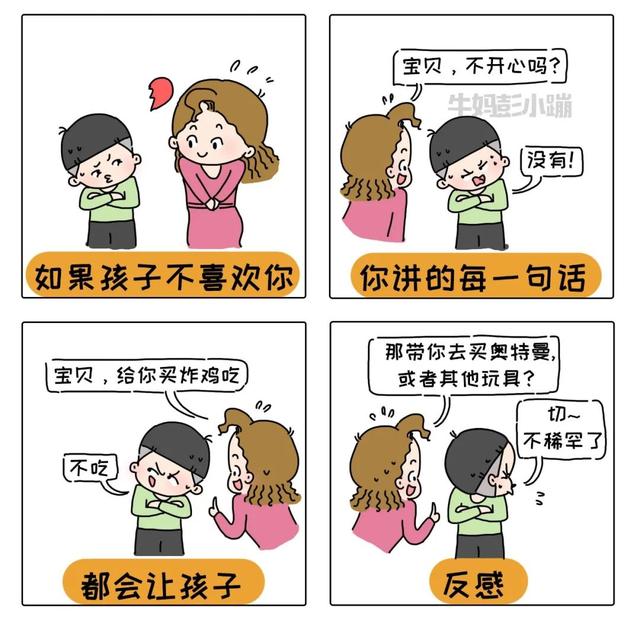 如果孩子不喜欢你
宝贝，不开心吗?
牛妈彭小蹦
没有!
你讲的每一句话
宝贝，给你买炸鸡吃
不吃
都会让孩子
那带你去买奥特曼,
或者其他玩具?
切~
不稀罕了
反感